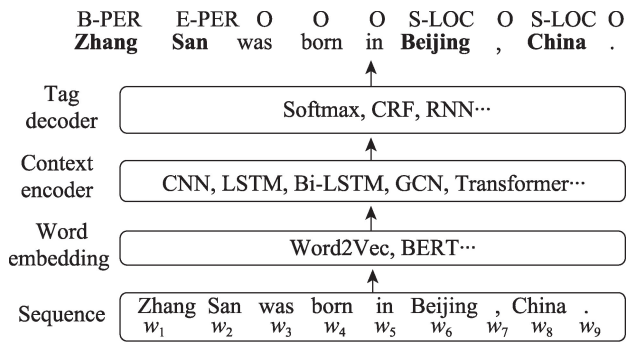 B-PER E-PER O O O S-LOC O S-LOC O
Zhang San was born in Beijing , China .
Tag decoder
Softmax, CRF, RNN···
Context encoder
CNN, LSTM, Bi-LSTM, GCN, Transformer···
Word embedding
Word2Vec, BERT···
Sequence
Zhang San was born in Beijing , China .
w1 w2 w3 w4 w5 w6 w7 w8 w9